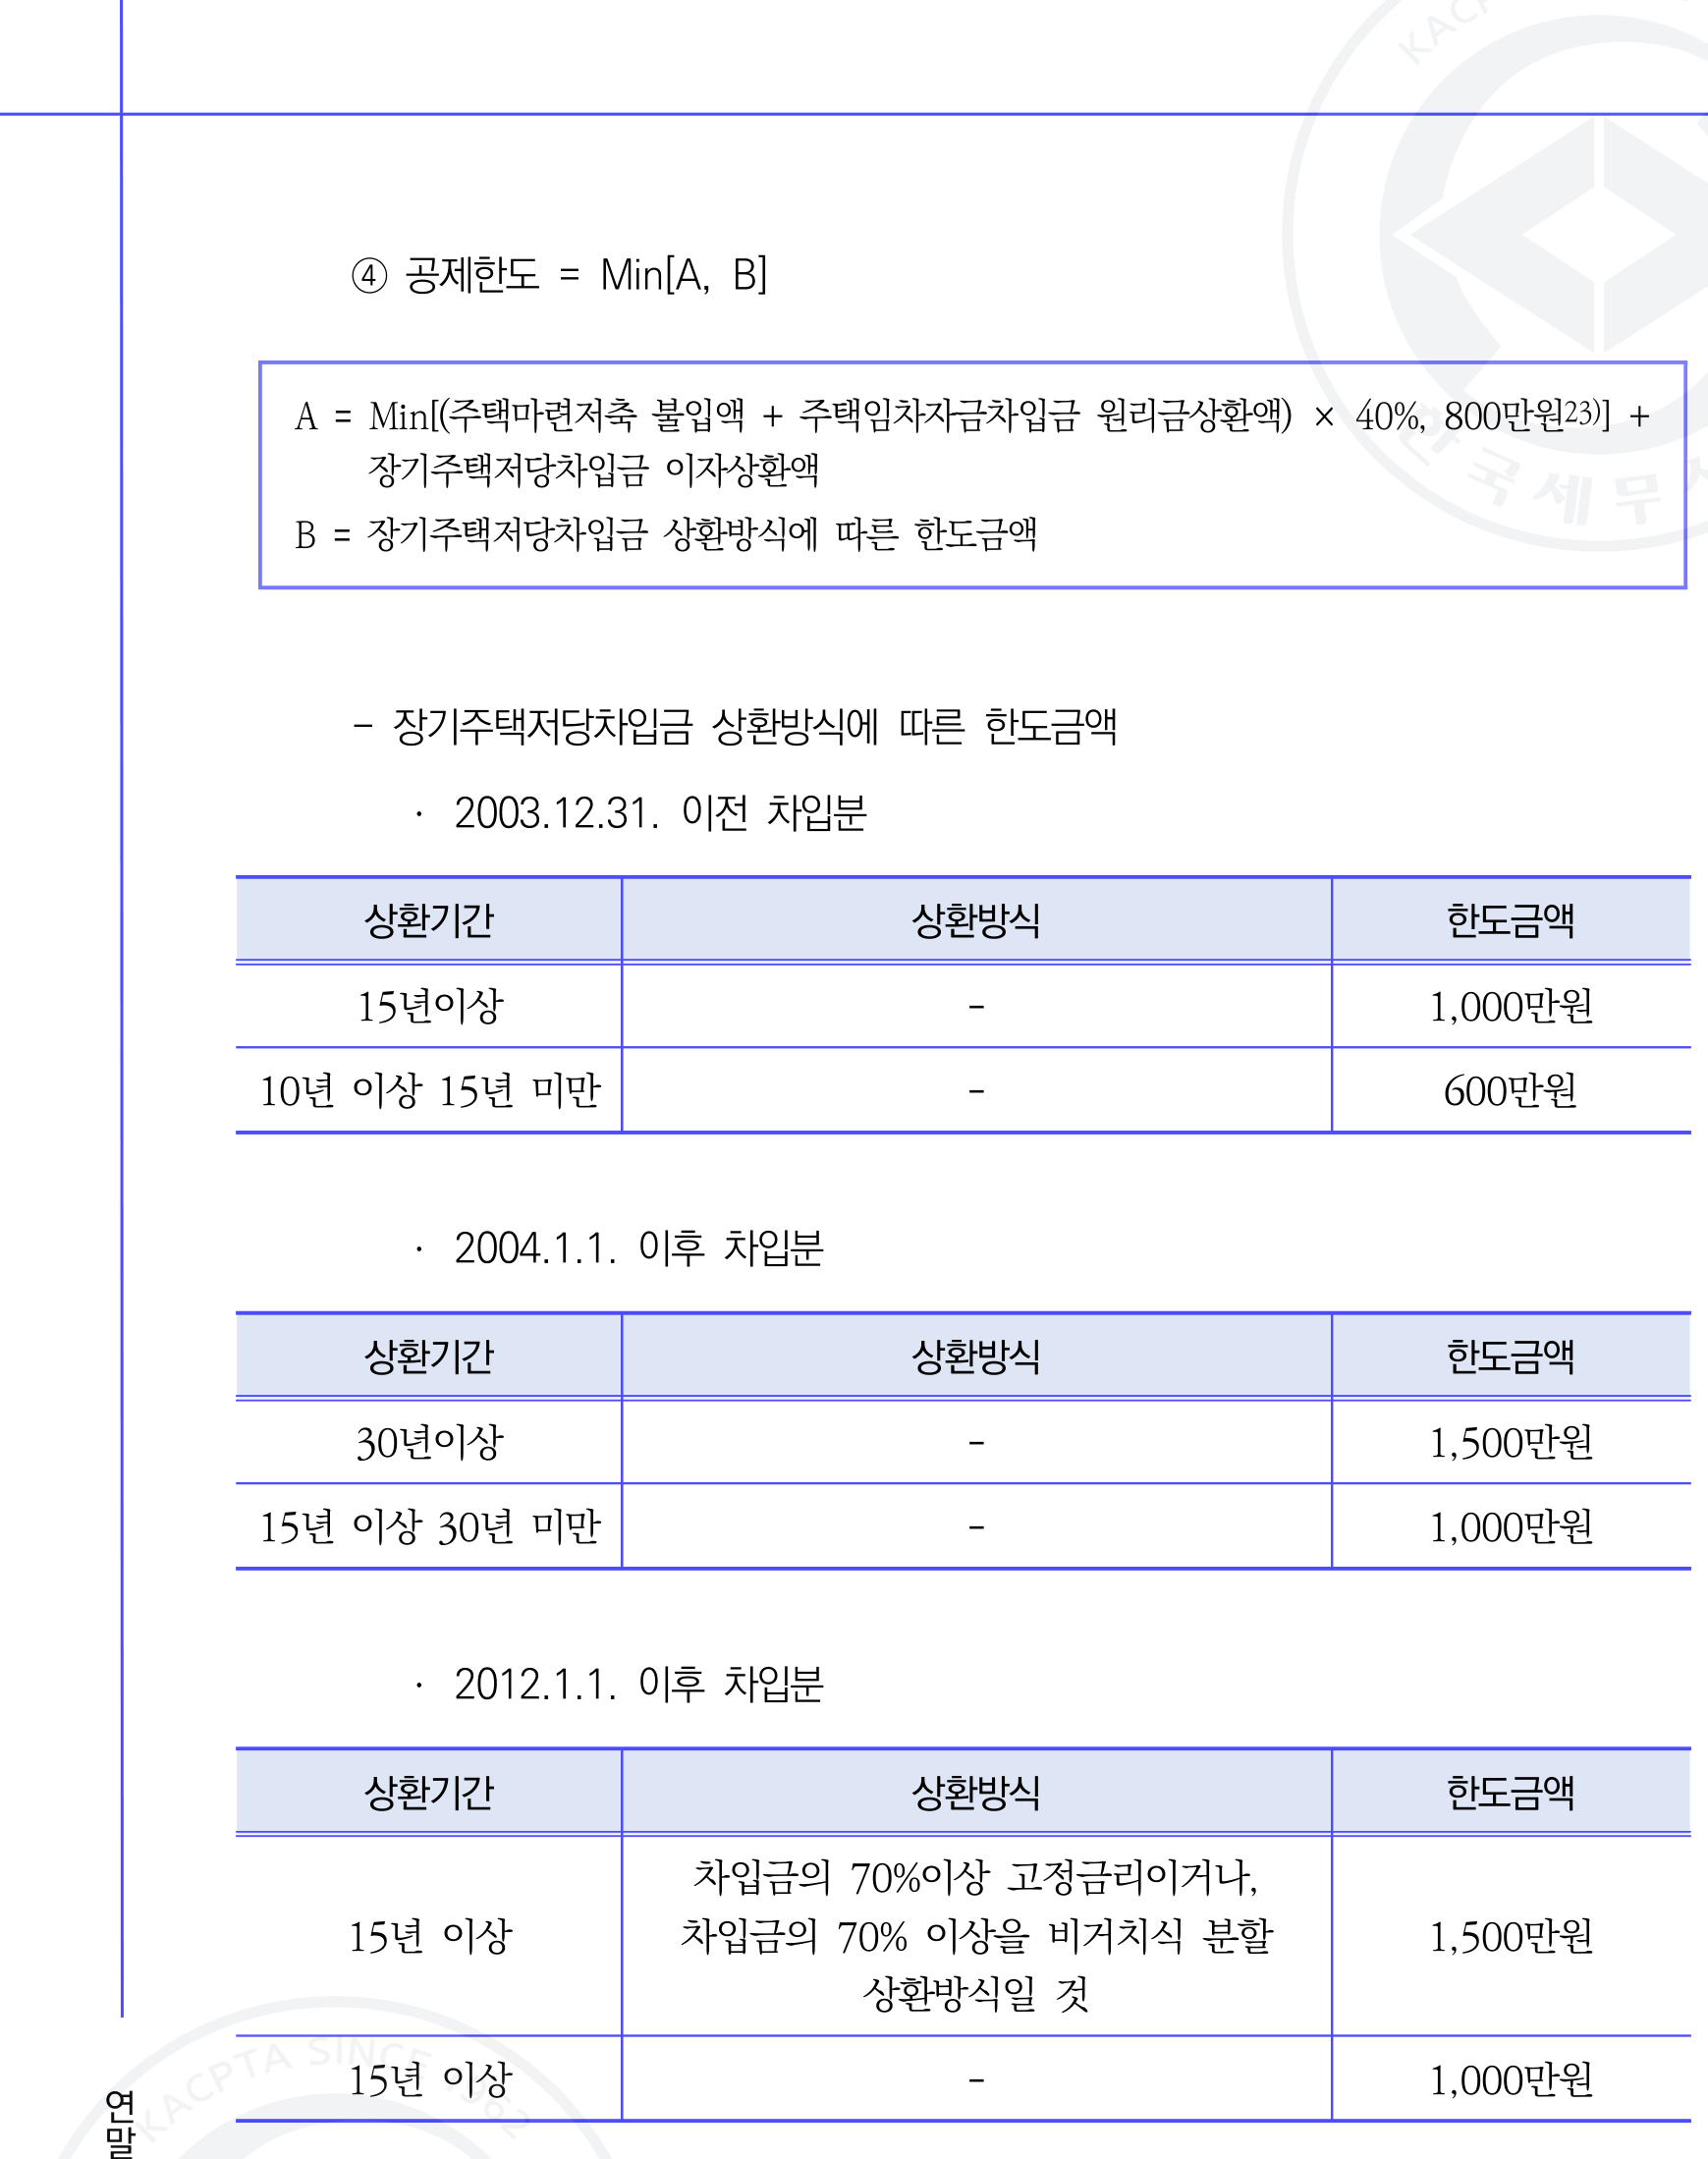 KACP
④ 공제한도 = Min[A, B]
A = Min[(주택마련저축 불입액 + 주택임차자금차입금 원리금상환액) × 40%, 800만원23)] +
장기주택저당차입금 이자상환액
B = 장기주택저당차입금 상환방식에 따른 한도금액
한국세무
- 장기주택저당차입금 상환방식에 따른 한도금액
· 2003.12.31. 이전 차입분
상환기간 상환방식 한도금액
15년이상 - 1,000만원
10년 이상 15년 미만 - 600만원
· 2004.1.1. 이후 차입분
상환기간 상환방식 한도금액
30년이상 - 1,500만원
15년 이상 30년 미만 - 1,000만원
· 2012.1.1. 이후 차입분
상환기간 상환방식 한도금액
차입금의 70%이상 고정금리이거나,
15년 이상 차입금의 70% 이상을 비거치식 분할 1,500만원
상환방식일 것
15년 이상 - 1,000만원
KACPTA SINCE 1962
연말